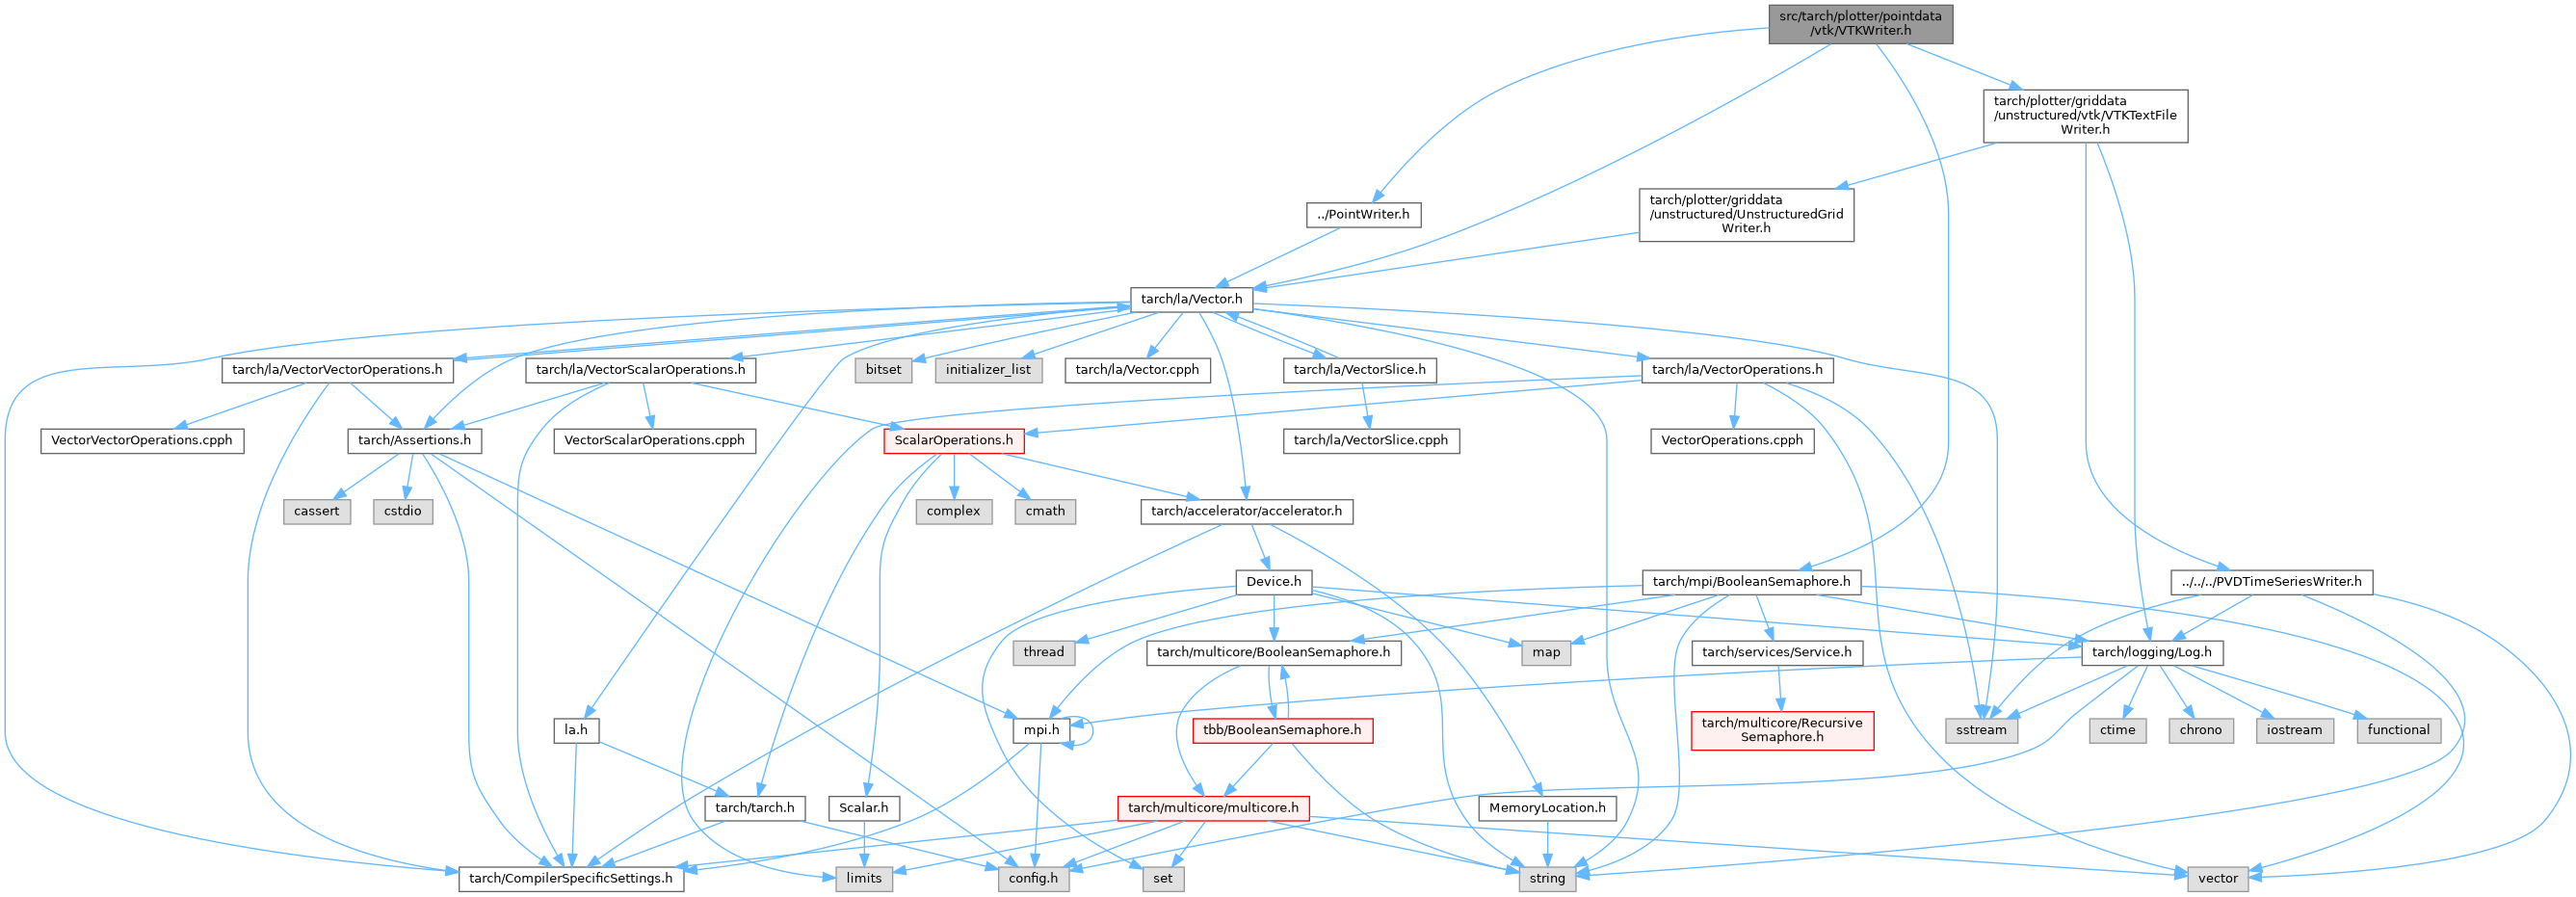 src/tarch/plotter/pointdata
/vtk/VTKWriter.h
tarch/plotter/griddata
/unstructured/vtk/VTKTextFile
Writer.h
tarch/plotter/griddata
/unstructured/UnstructuredGrid
Writer.h
../PointWriter.h
tarch/la/Vector.h
tarch/la/VectorVectorOperations.h
tarch/la/VectorScalarOperations.h
bitset
initializer_list
tarch/la/Vector.cpph
tarch/la/VectorSlice.h
tarch/la/VectorOperations.h
VectorVectorOperations.cpph
tarch/Assertions.h
VectorScalarOperations.cpph
ScalarOperations.h
tarch/la/VectorSlice.cpph
VectorOperations.cpph
cassert
cstdio
complex
cmath
tarch/accelerator/accelerator.h
Device.h
tarch/mpi/BooleanSemaphore.h
../../../PVDTimeSeriesWriter.h
thread
tarch/multicore/BooleanSemaphore.h
map
tarch/services/Service.h
tarch/logging/Log.h
la.h
mpi.h
tbb/BooleanSemaphore.h
tarch/multicore/Recursive
Semaphore.h
sstream
ctime
chrono
iostream
functional
tarch/tarch.h
Scalar.h
tarch/multicore/multicore.h
MemoryLocation.h
tarch/CompilerSpecificSettings.h
limits
config.h
set
string
vector